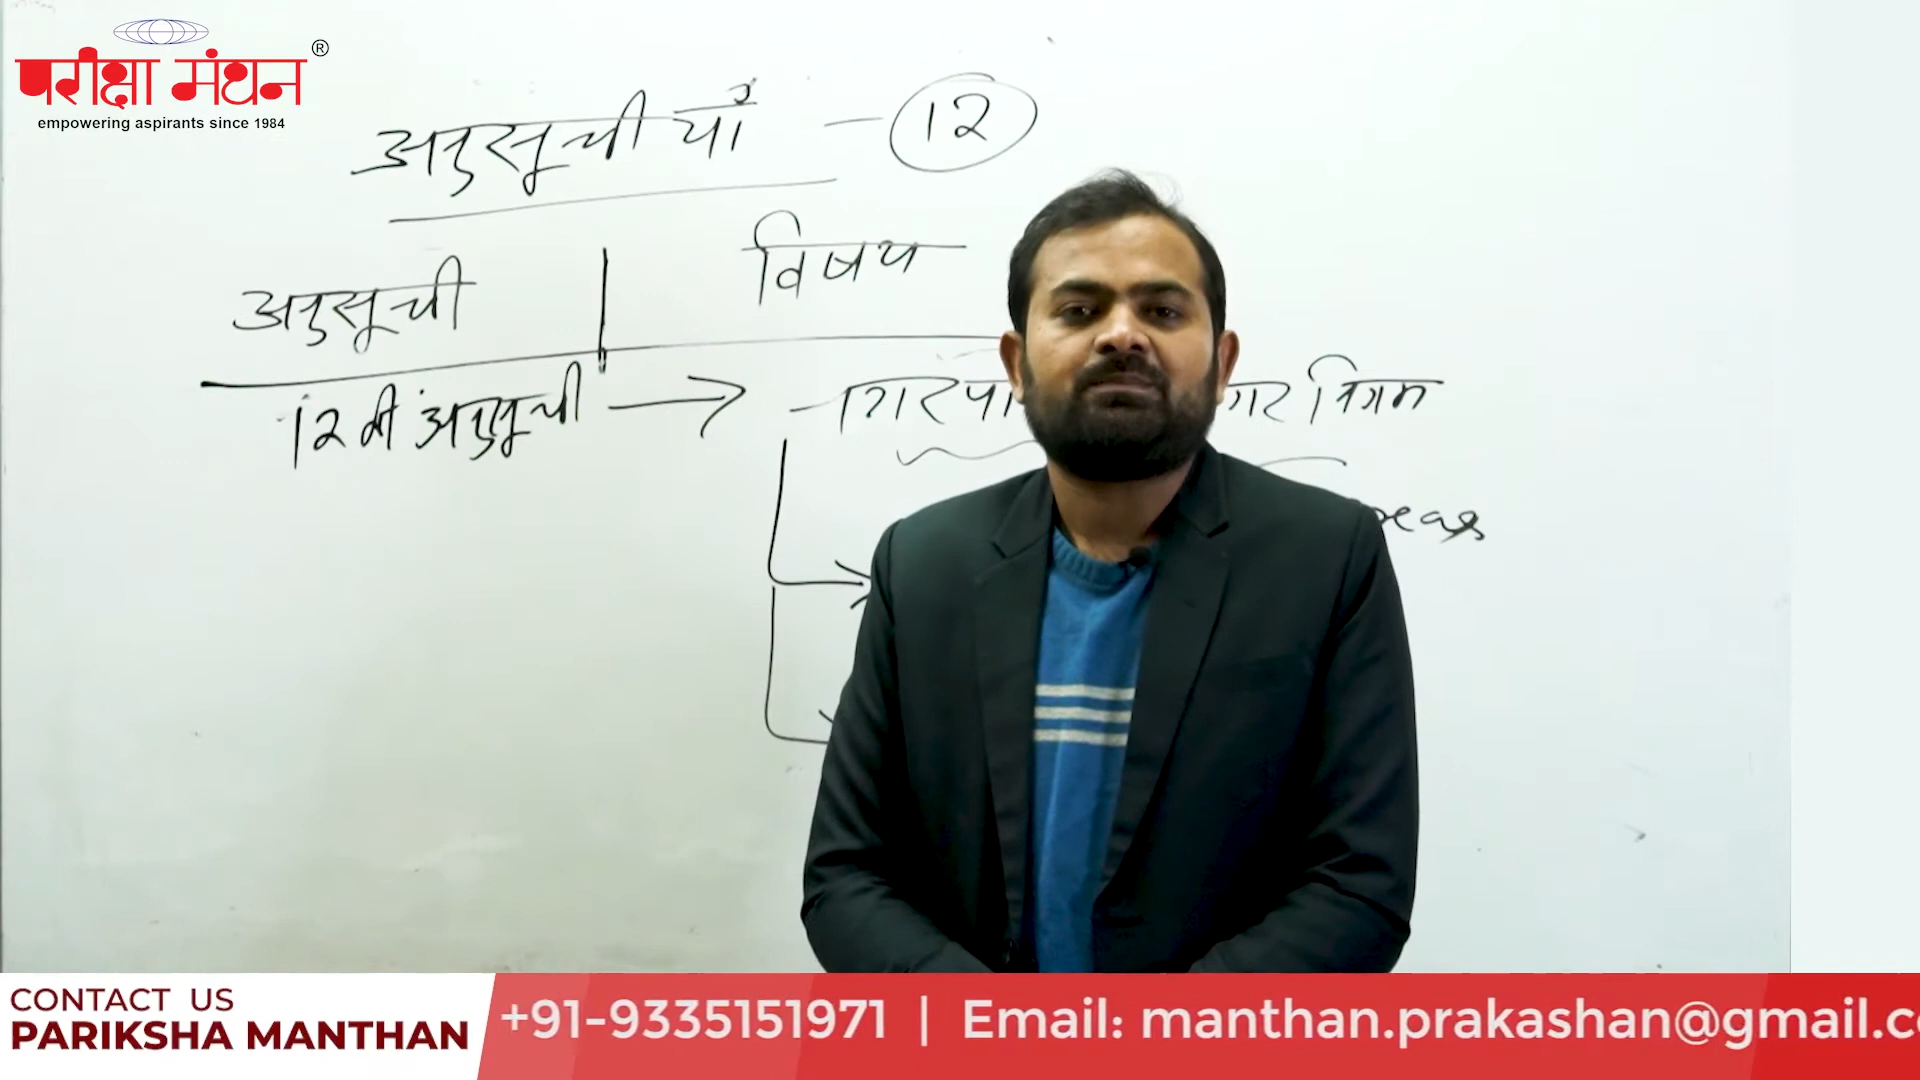 परीक्षा मंथन ®
empowering aspirants since 1984
अनुसूचीयाँ - 12
अनुसूची | विषय
12वीं अनुसूची → निगम
CONTACT US
PARIKSHA MANTHAN
+91-9335151971 | Email: manthan.prakashan@gmail.c